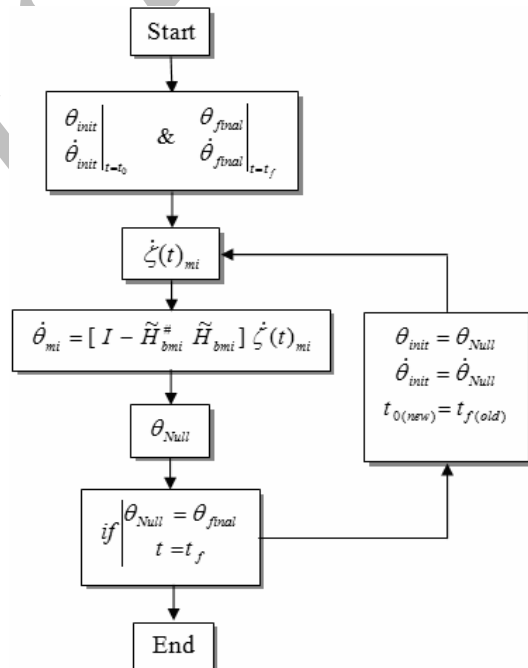 Start
θ_init θ_final
&
θ̇_init |t=t₀ θ̇_final |t=t_f
ζ̇(t)_mi
θ̇_mi = [ I − H̃^#_bmi H̃_bmi ] ζ̇(t)_mi
θ_Null
if | θ_Null = θ_final
t = t_f
End
θ_init = θ_Null
θ̇_init = θ̇_Null
t_0(new) = t_f(old)